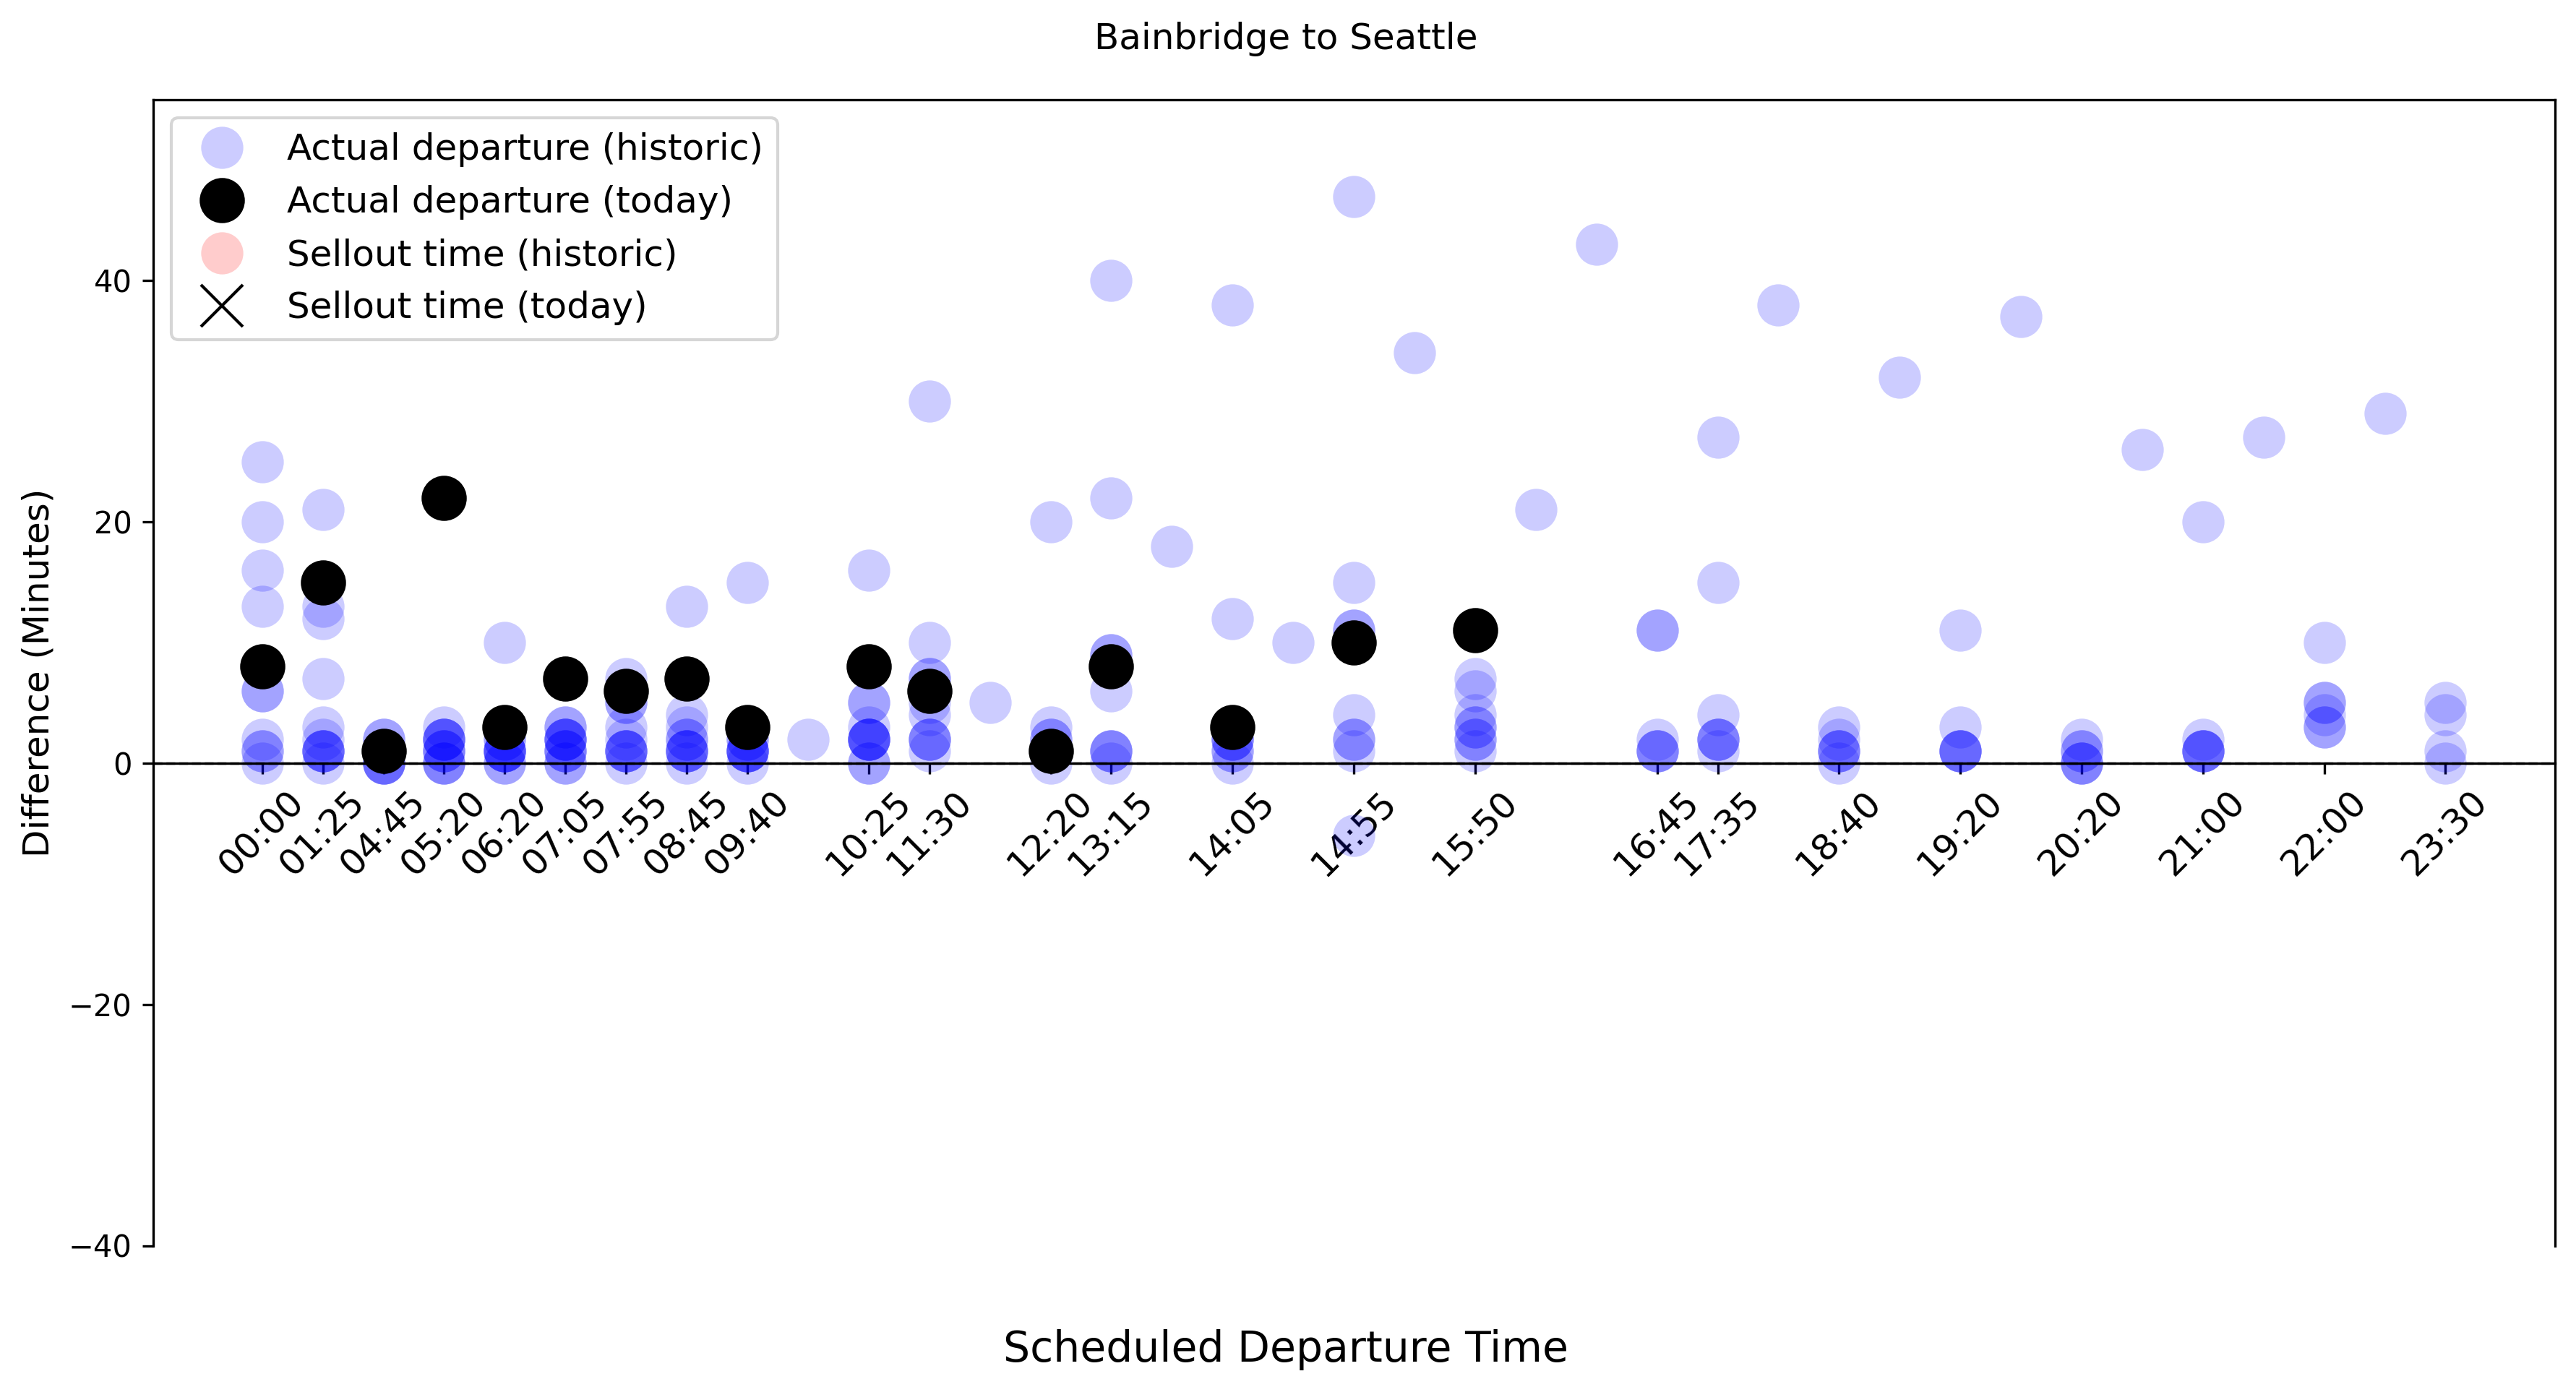 Bainbridge to Seattle
Actual departure (historic)
Actual departure (today)
Sellout time (historic)
Sellout time (today)
Difference (Minutes)
40
20
0
−20
−40
00:00 01:25 04:45 05:20 06:20 07:05 07:55 08:45 09:40 10:25 11:30 12:20 13:15 14:05 14:55 15:50 16:45 17:35 18:40 19:20 20:20 21:00 22:00 23:30
Scheduled Departure Time